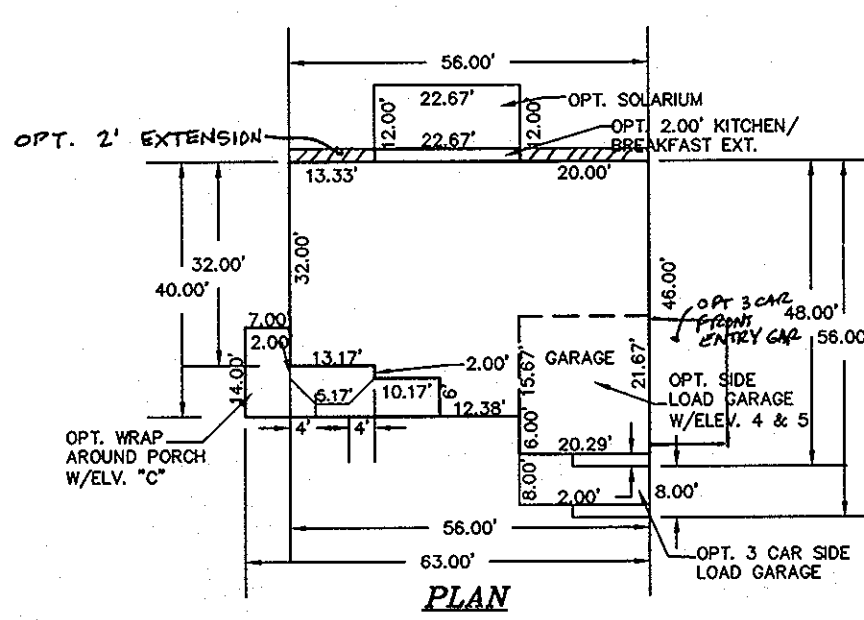 56.00'
22.67'
OPT. SOLARIUM
12.00'
12.00'
OPT. 2' EXTENSION
22.67'
OPT. 2.00' KITCHEN/
BREAKFAST EXT.
13.33'
20.00'
32.00'
32.00'
40.00'
46.00'
OPT 3 CAR
FRONT
ENTRY GAR
48.00'
56.00'
7.00'
2.00'
13.17'
2.00'
14.00'
5.17'
10.17'
6'
12.38'
15.67'
GARAGE
21.67'
OPT. SIDE
LOAD GARAGE
W/ELEV. 4 & 5
OPT. WRAP
AROUND PORCH
W/ELV. "C"
4'
4'
6.00'
20.29'
8.00'
2.00'
8.00'
56.00'
63.00'
OPT. 3 CAR SIDE
LOAD GARAGE
PLAN